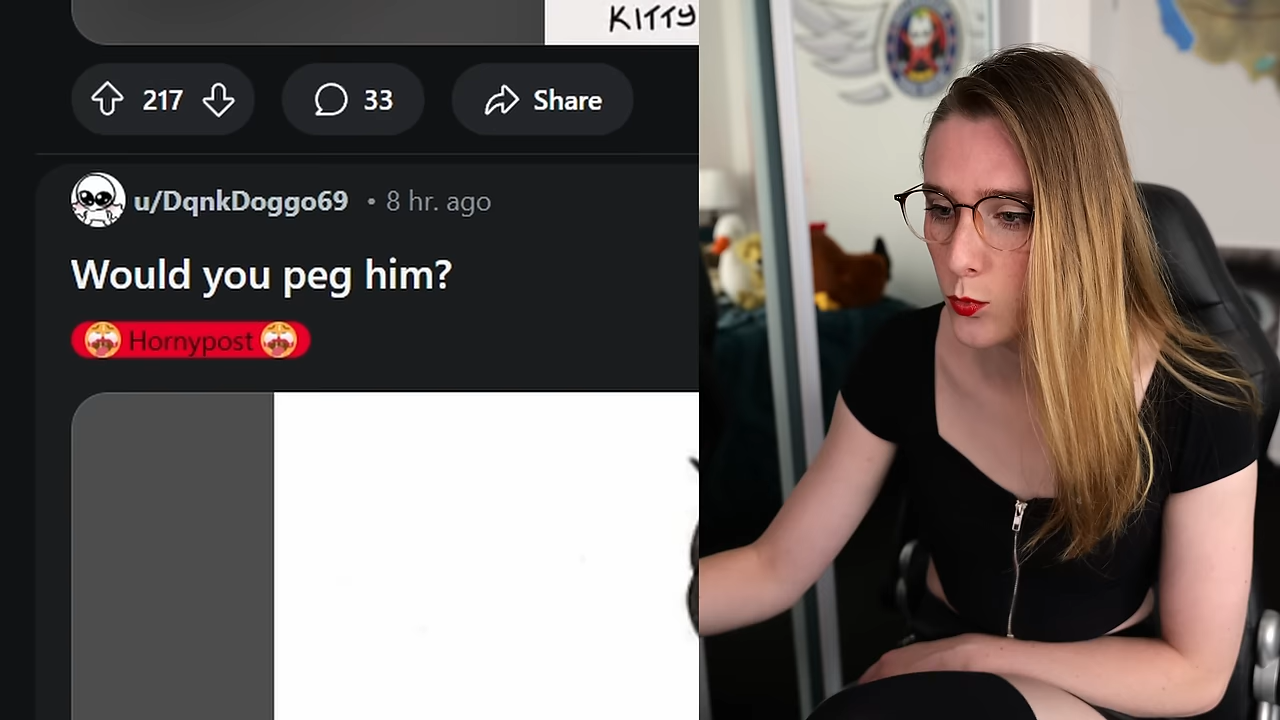 KITTY
217
33
Share
u/DqnkDoggo69 • 8 hr. ago
Would you peg him?
Hornypost